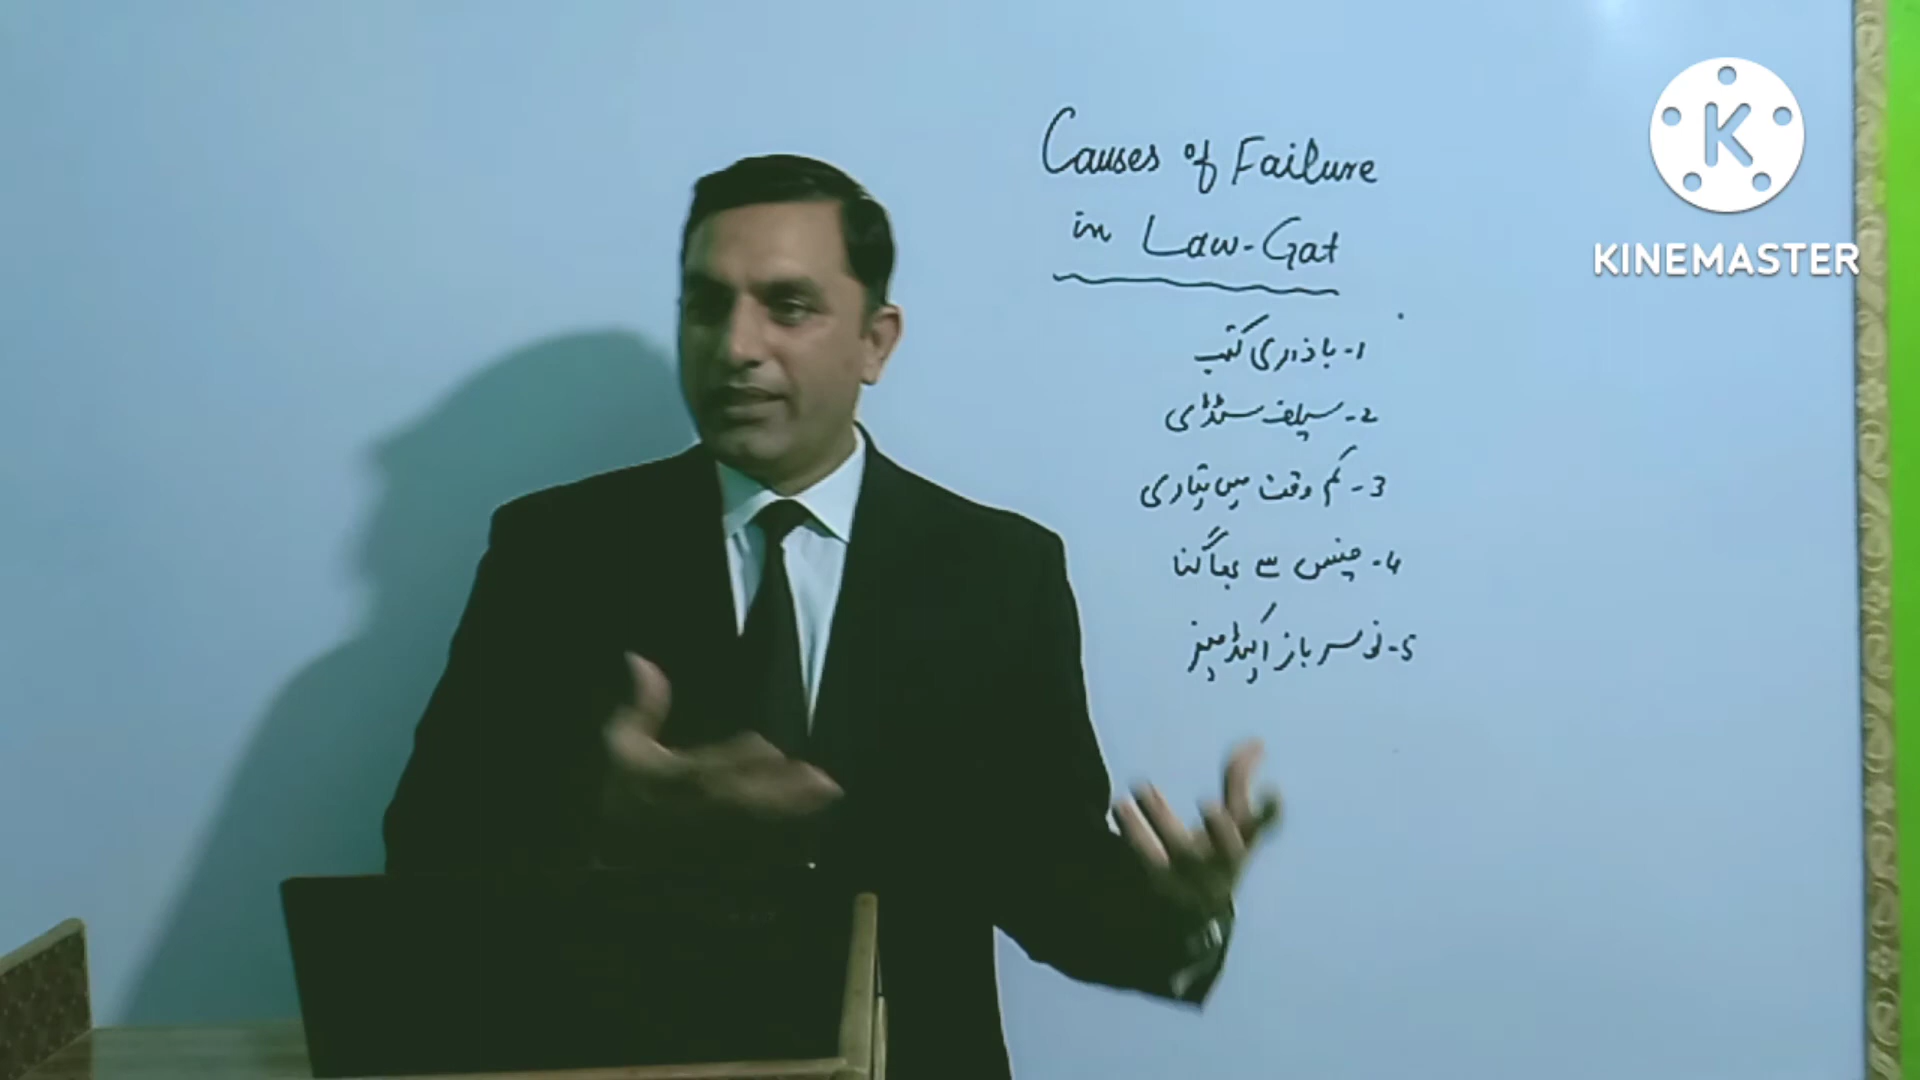 Causes of Failure
in Law-Gat
1- بازاری کتب
2- سیلف سٹڈی
3- کم وقت میں تیاری
4- مینس سے بھاگنا
5- نوسرباز اکیڈمیز
KINEMASTER